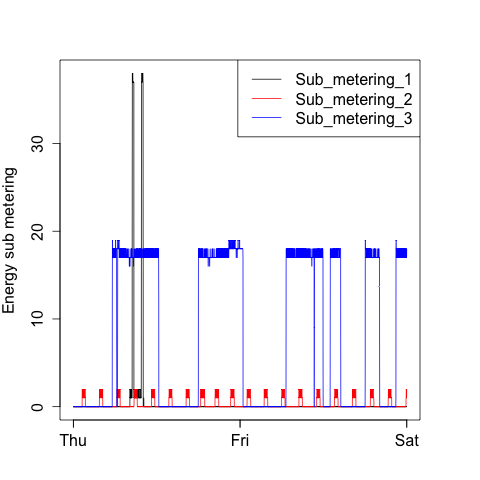 Sub_metering_1
Sub_metering_2
Sub_metering_3
Energy sub metering
30
20
10
0
Thu Fri Sat